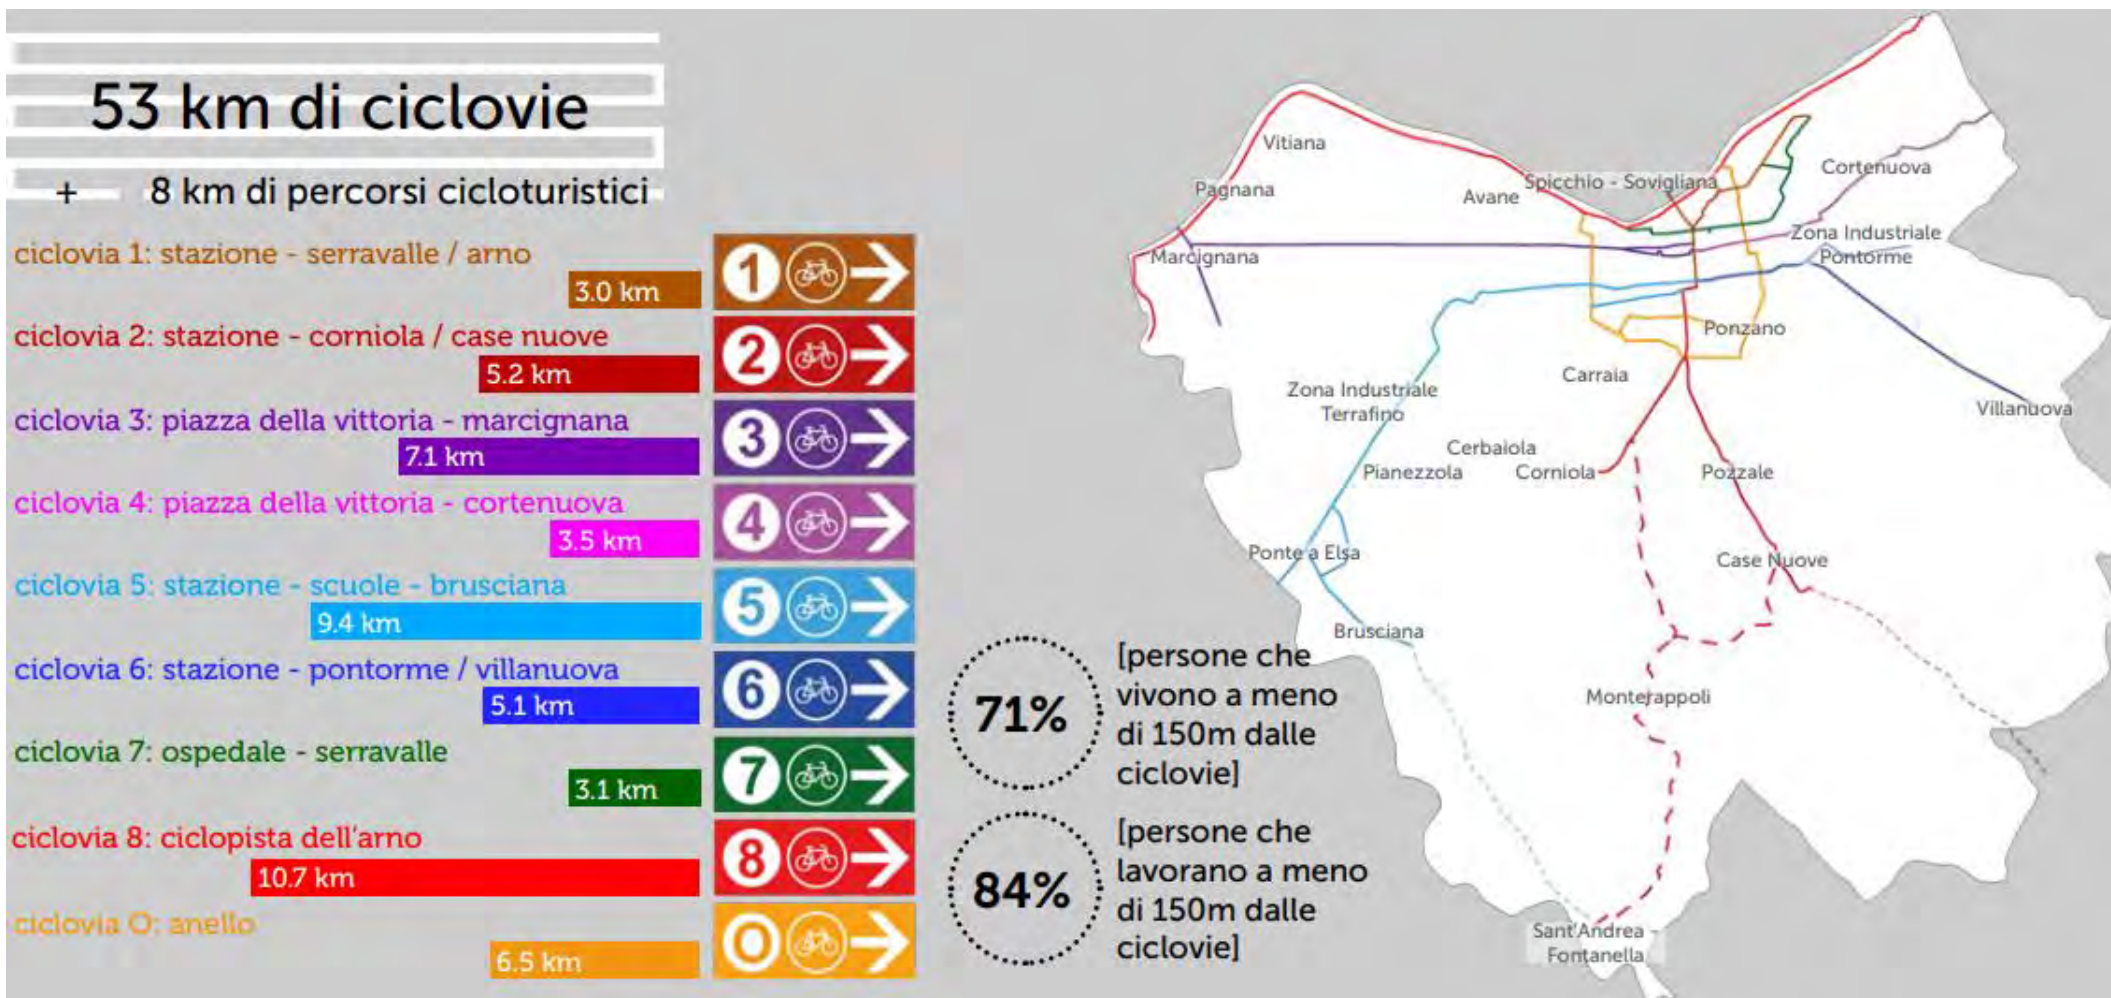 53 km di ciclovie
+ 8 km di percorsi cicloturistici
ciclovia 1: stazione - serravalle / arno
3.0 km
1
ciclovia 2: stazione - corniola / case nuove
5.2 km
2
ciclovia 3: piazza della vittoria - marcignana
7.1 km
3
ciclovia 4: piazza della vittoria - cortenuova
3.5 km
4
ciclovia 5: stazione - scuole - brusciana
9.4 km
5
ciclovia 6: stazione - pontorme / villanuova
5.1 km
6
ciclovia 7: ospedale - serravalle
3.1 km
7
ciclovia 8: ciclopista dell'arno
10.7 km
8
ciclovia O: anello
6.5 km
O
71%
[persone che
vivono a meno
di 150m dalle
ciclovie]
84%
[persone che
lavorano a meno
di 150m dalle
ciclovie]
Vitiana
Pagnana
Avane
Spicchio - Sovigliana
Cortenuova
Marcignana
Zona Industriale
Pontorme
Ponzano
Carraia
Zona Industriale
Terrafino
Villanuova
Cerbaiola
Pianezzola
Corniola
Pozzale
Ponte a Elsa
Case Nuove
Brusciana
Monterappoli
Sant'Andrea -
Fontanella